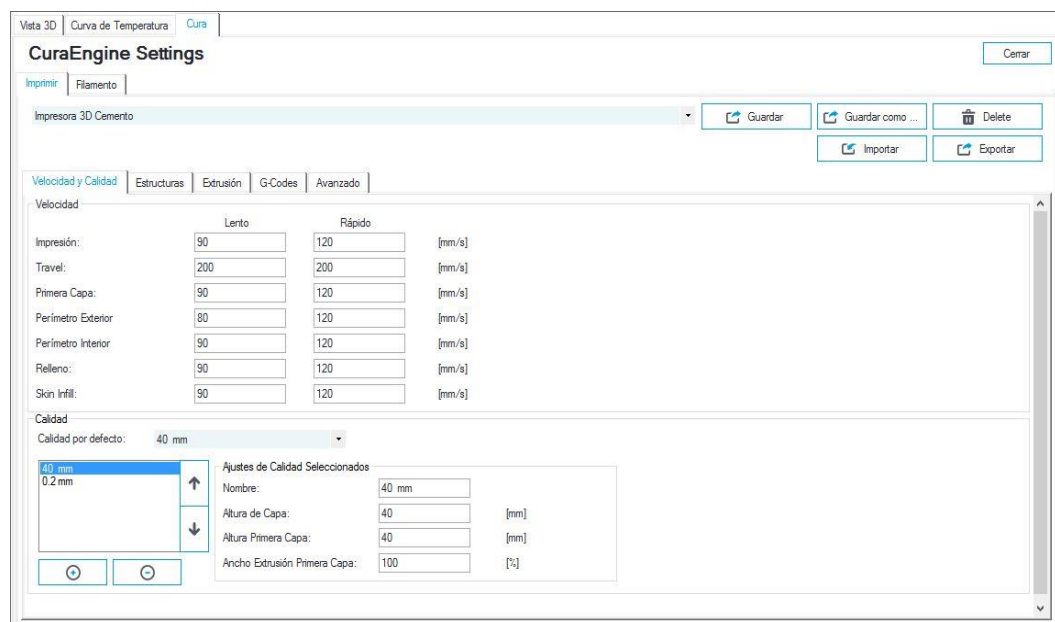 Vista 3D Curva de Temperatura Cura
CuraEngine Settings Cerrar
Imprimir Filamento
Impresora 3D Cemento Guardar Guardar como ... Delete
Importar Exportar
Velocidad y Calidad Estructuras Extrusión G-Codes Avanzado
Velocidad
Lento Rápido
Impresión: 90 120 [mm/s]
Travel: 200 200 [mm/s]
Primera Capa: 90 120 [mm/s]
Perímetro Exterior 80 120 [mm/s]
Perímetro Interior 90 120 [mm/s]
Relleno: 90 120 [mm/s]
Skin Infill: 90 120 [mm/s]
Calidad
Calidad por defecto: 40 mm
40 mm
0.2 mm
Ajustes de Calidad Seleccionados
Nombre: 40 mm
Altura de Capa: 40 [mm]
Altura Primera Capa: 40 [mm]
Ancho Extrusión Primera Capa: 100 [%]